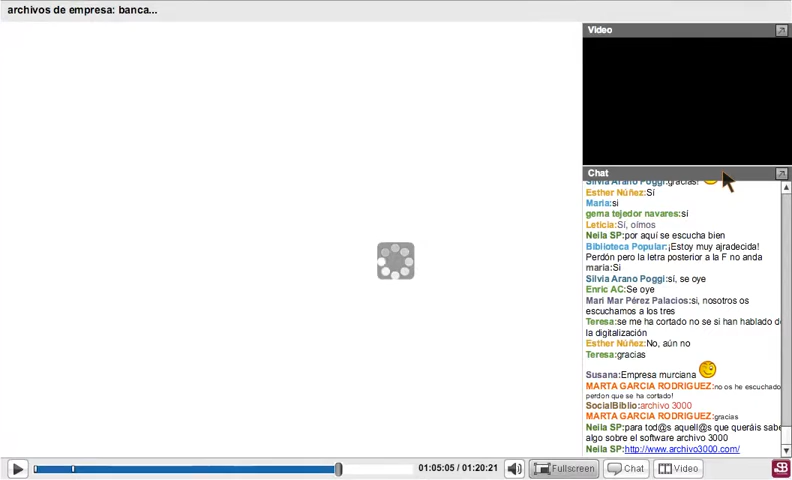 archivos de empresa: banca...
Video
Chat
Silvia Arano Poggi:gracias!
Esther Núñez:Sí
Maria:si
gema tejedor navares:sí
Leticia:Sí, oímos
Neila SP:por aquí se escucha bien
Biblioteca Popular:¡Estoy muy ajradecida!
Perdón pero la letra posterior a la F no anda
maria:Si
Silvia Arano Poggi:sí, se oye
Enric AC:Se oye
Mari Mar Pérez Palacios:si, nosotros os
escuchamos a los tres
Teresa:se me ha cortado no se si han hablado de
la digitalización
Esther Núñez:No, aún no
Teresa:gracias
Susana:Empresa murciana
MARTA GARCIA RODRIGUEZ:no os he escuchado
perdon que se ha cortado!
SocialBiblio:archivo 3000
MARTA GARCIA RODRIGUEZ:gracias
Neila SP:para tod@s aquell@s que queráis sabe
algo sobre el software archivo 3000
Neila SP:http://www.archivo3000.com/
01:05:05 / 01:20:21
Fullscreen
Chat
Video
SB